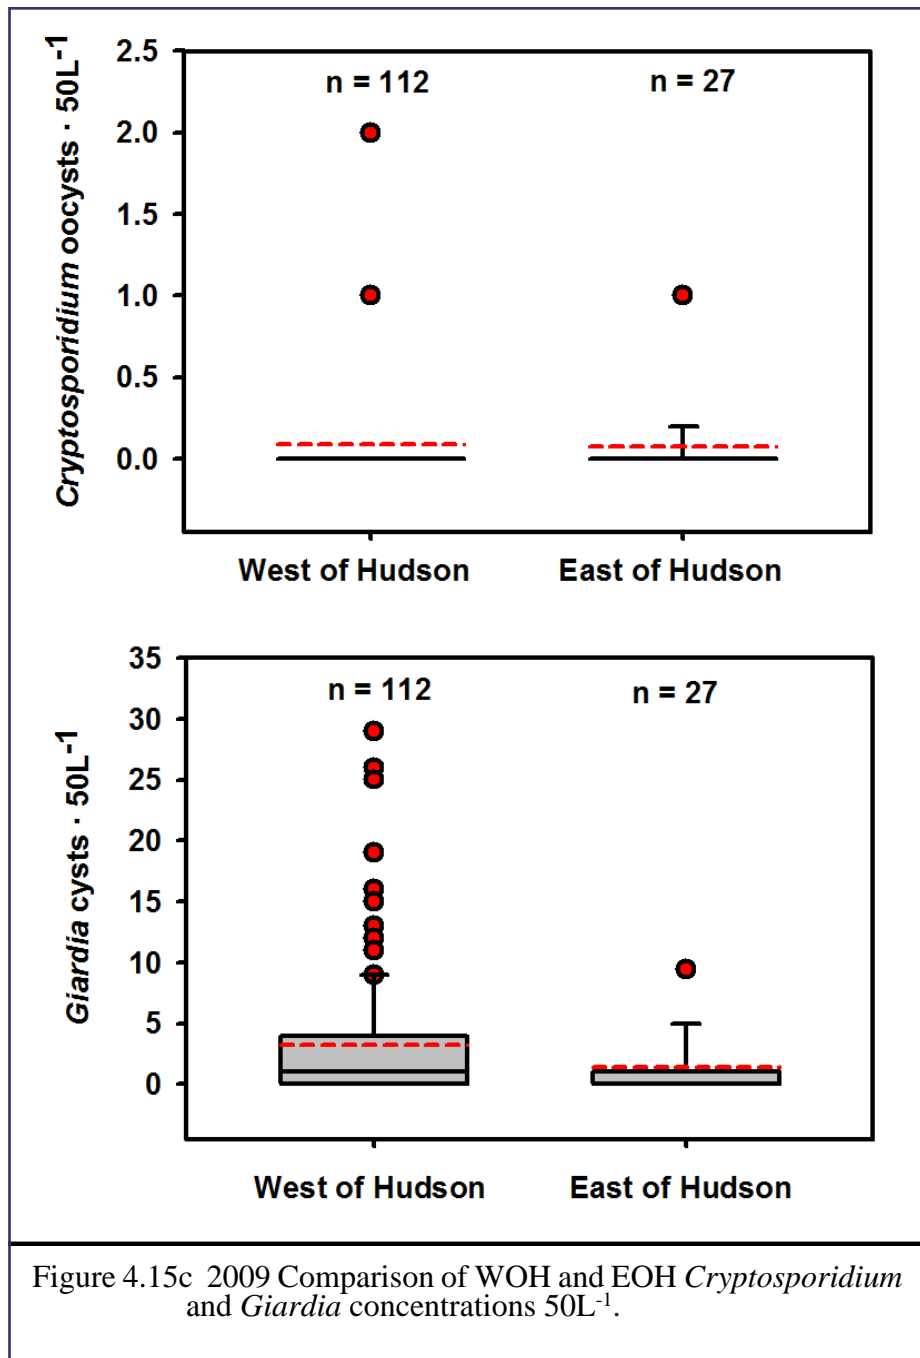 Cryptosporidium oocysts · 50L-1
2.5
2.0
1.5
1.0
0.5
0.0
n = 112
n = 27
West of Hudson
East of Hudson
Giardia cysts · 50L-1
35
30
25
20
15
10
5
0
n = 112
n = 27
West of Hudson
East of Hudson
Figure 4.15c 2009 Comparison of WOH and EOH Cryptosporidium
and Giardia concentrations 50L-1.